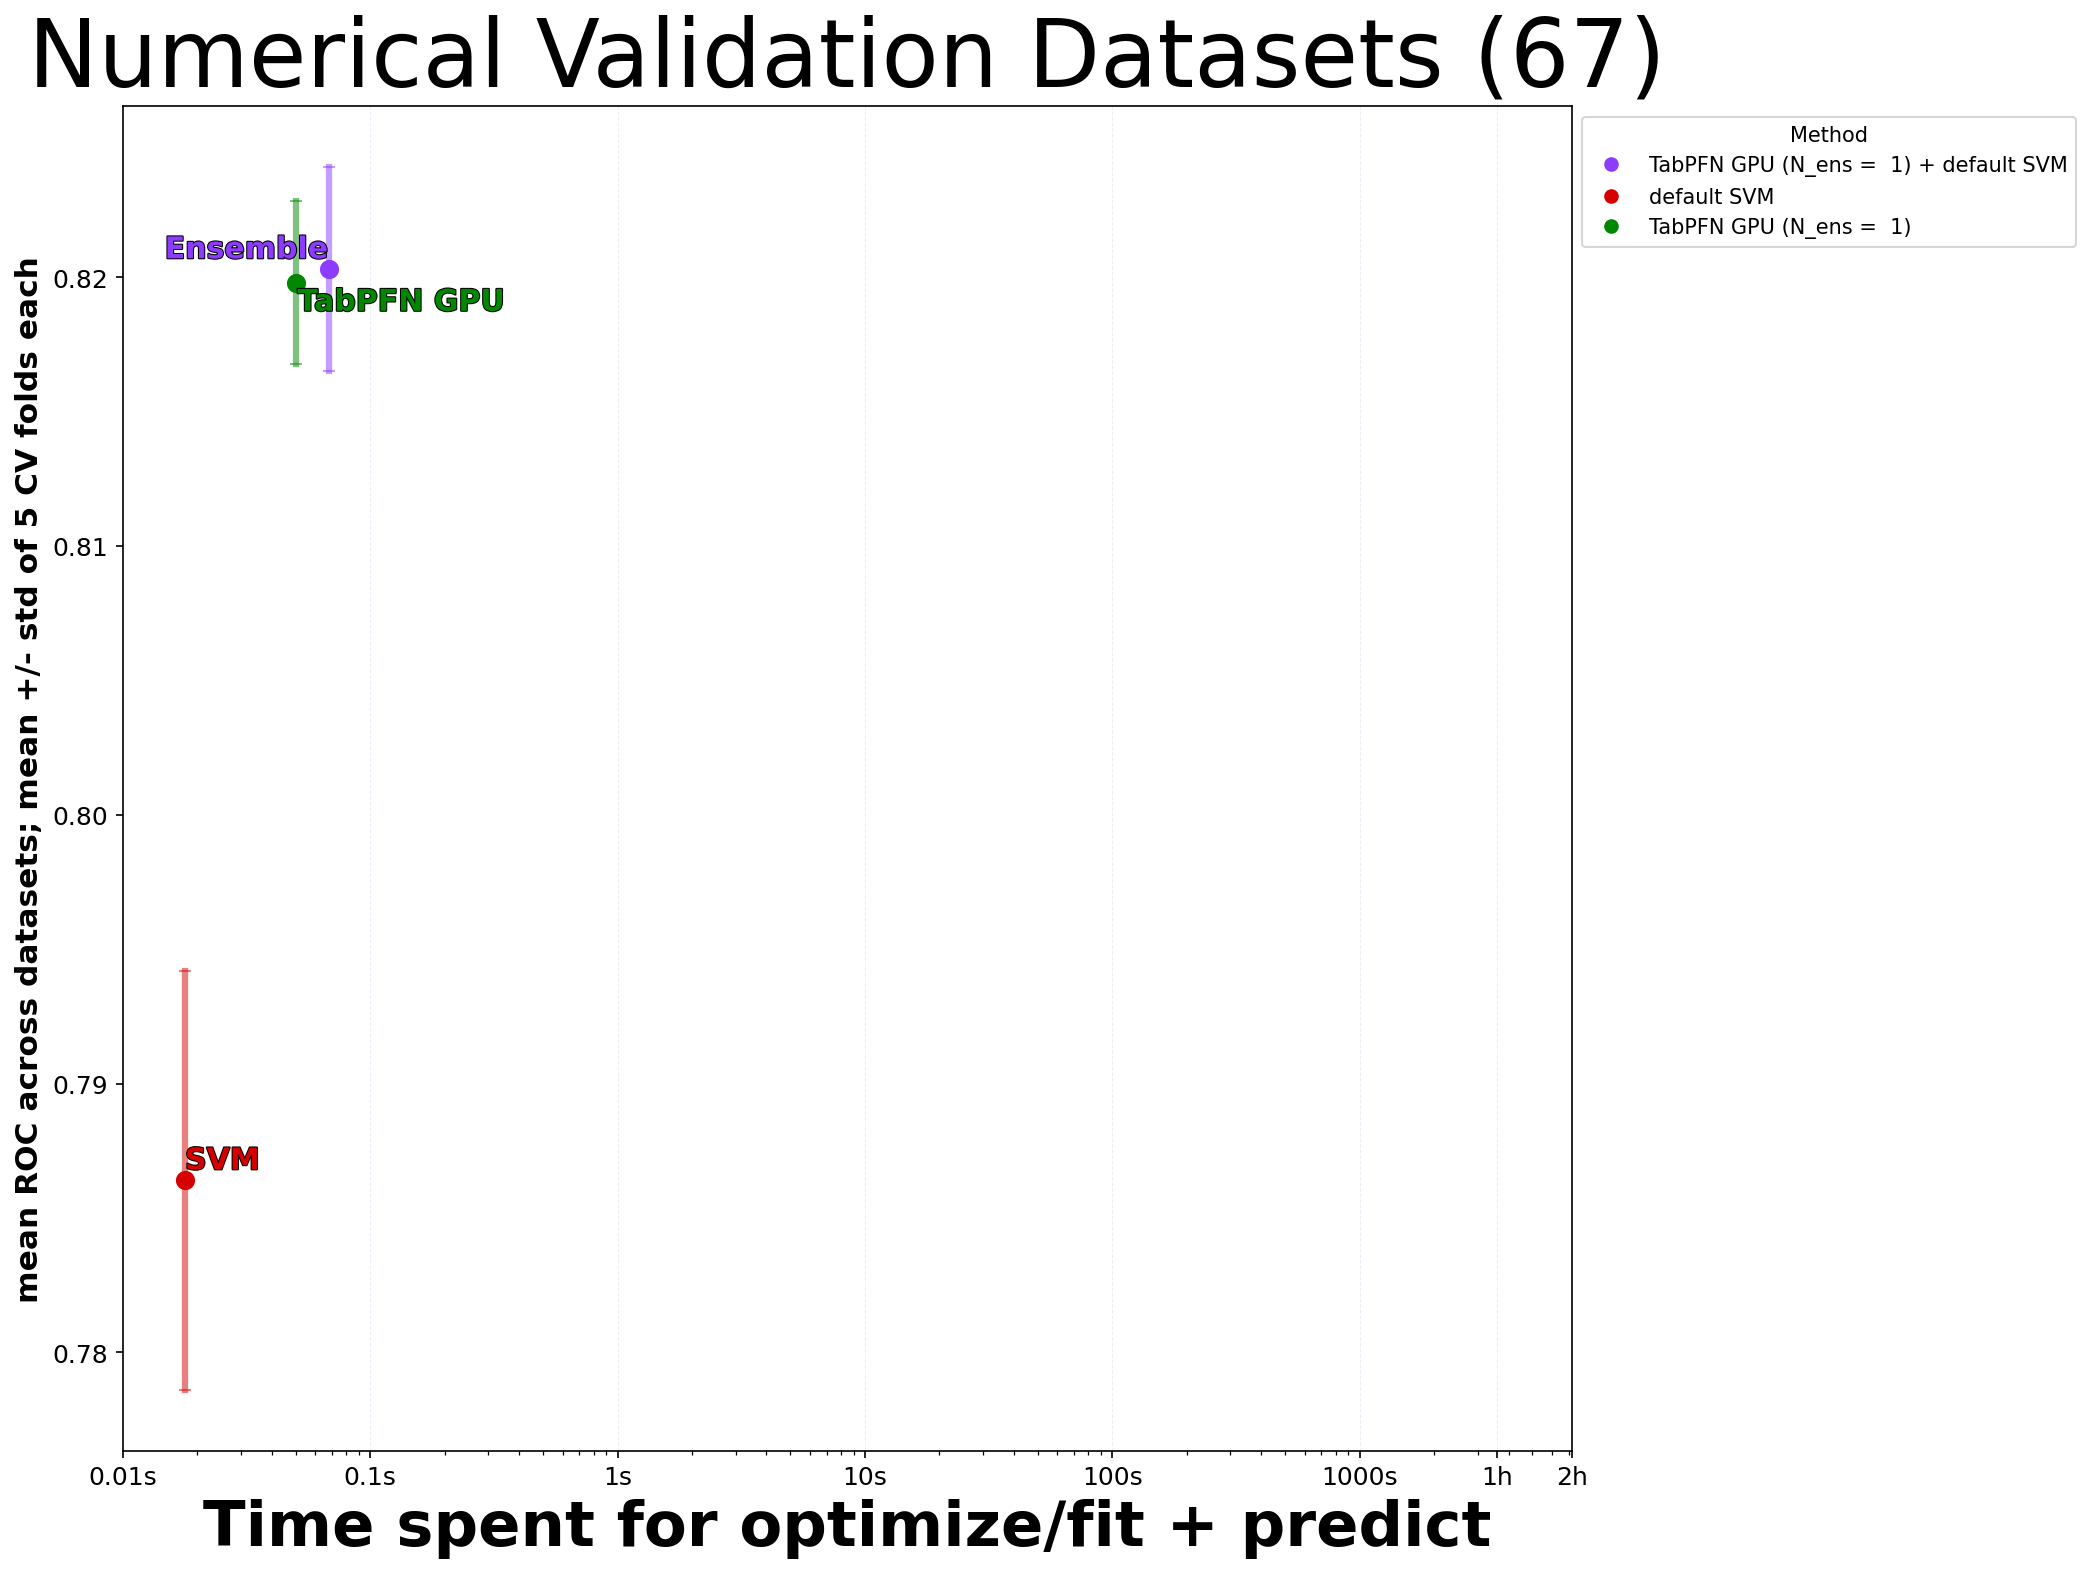 Numerical Validation Datasets (67)
mean ROC across datasets; mean +/- std of 5 CV folds each
0.82
0.81
0.80
0.79
0.78
Ensemble
TabPFN GPU
SVM
0.01s
0.1s
1s
10s
100s
1000s
1h
2h
Time spent for optimize/fit + predict
Method
TabPFN GPU (N_ens =  1) + default SVM
default SVM
TabPFN GPU (N_ens =  1)